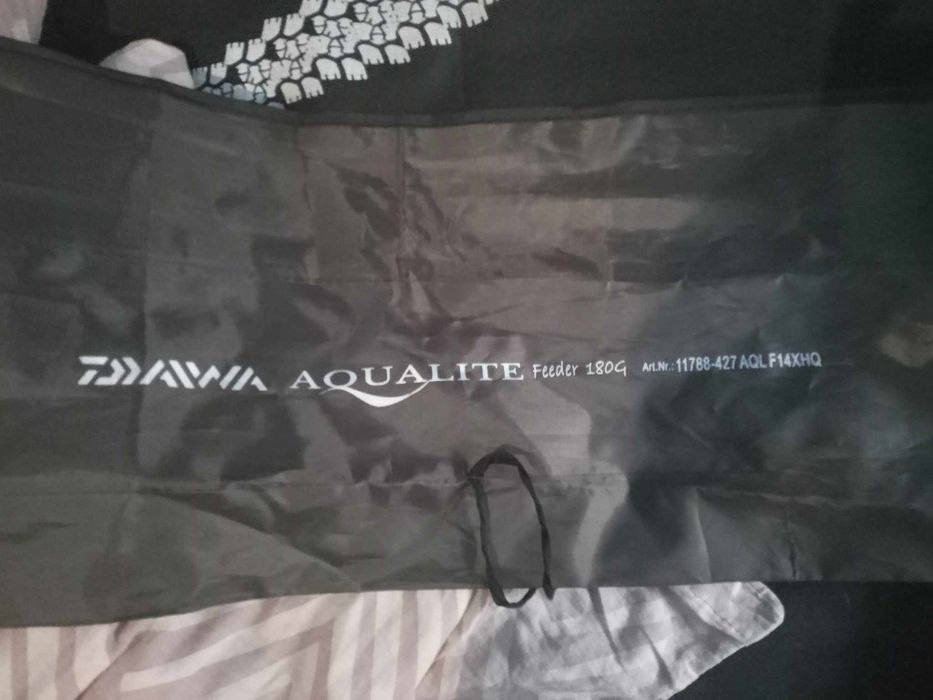 DAIWA AQUALITE Feeder 180G Art.Nr.:11788-427 AQL F14XHQ